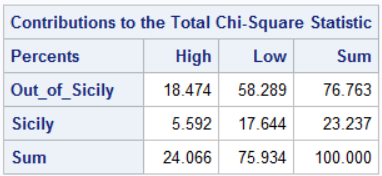 Contributions to the Total Chi-Square Statistic
Percents High Low Sum
Out_of_Sicily 18.474 58.289 76.763
Sicily 5.592 17.644 23.237
Sum 24.066 75.934 100.000